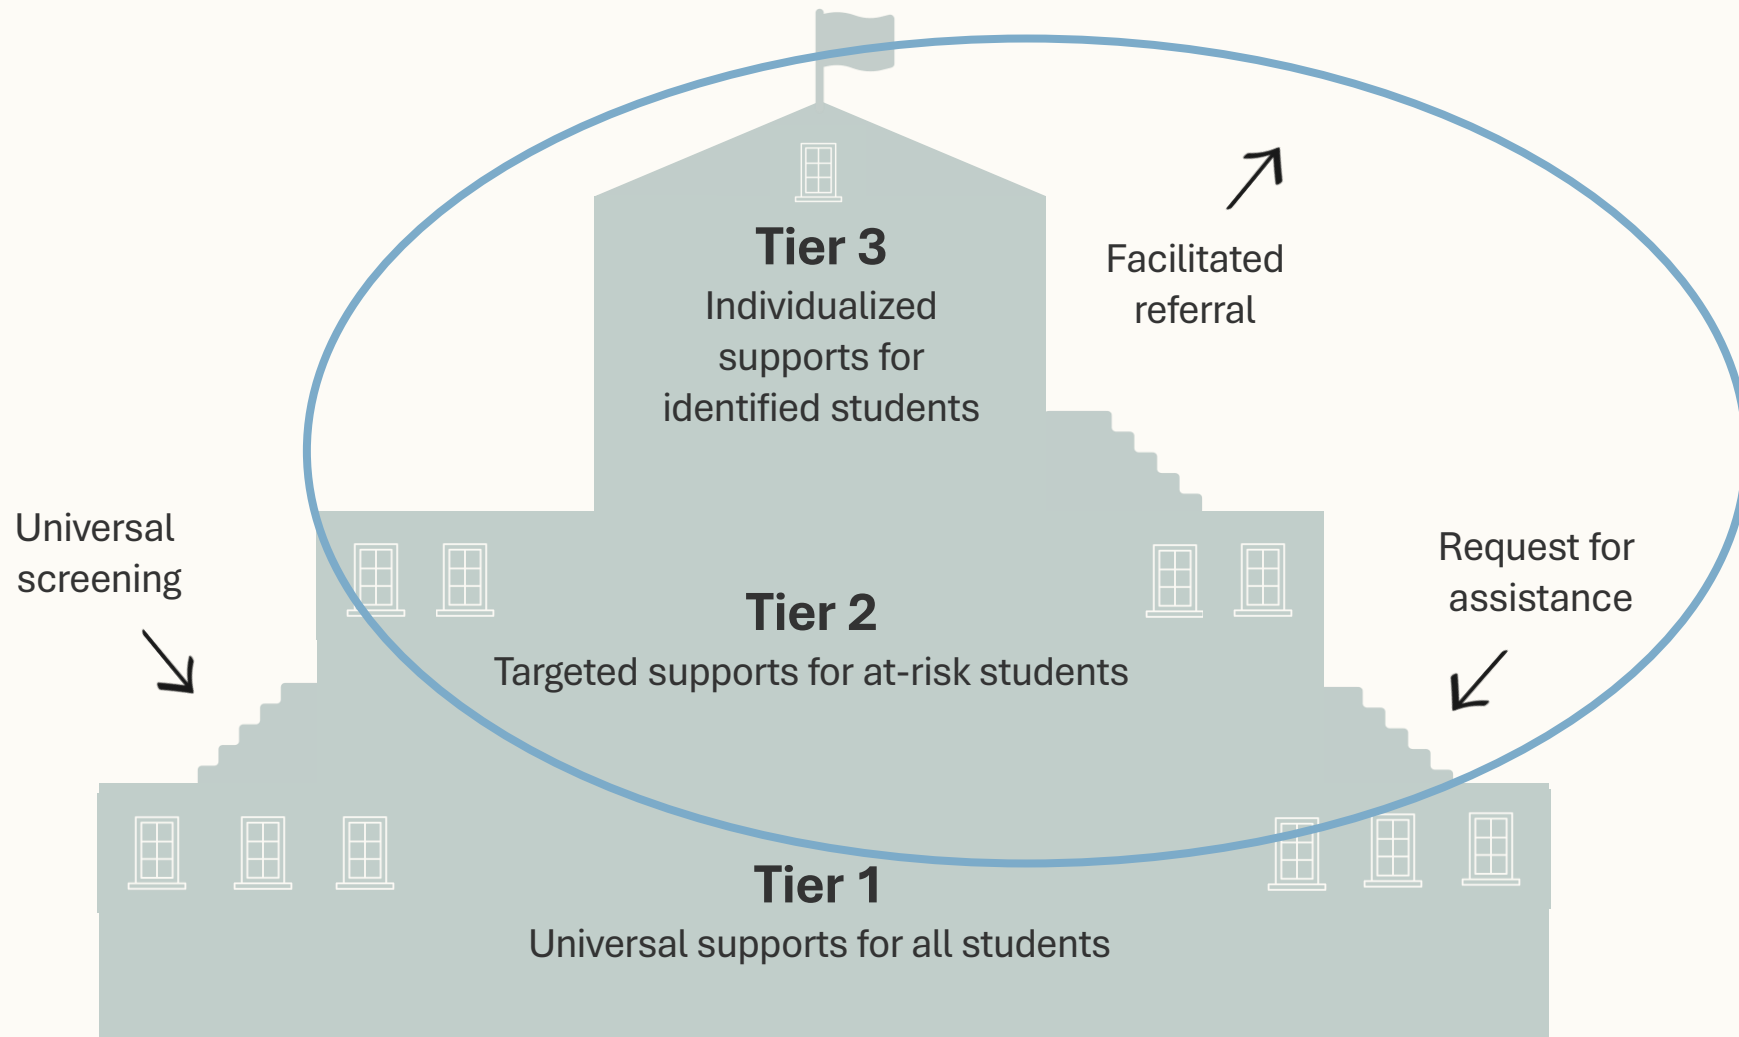 Tier 3
Individualized
supports for
identified students
Facilitated
referral
Universal
screening
Request for
assistance
Tier 2
Targeted supports for at-risk students
Tier 1
Universal supports for all students